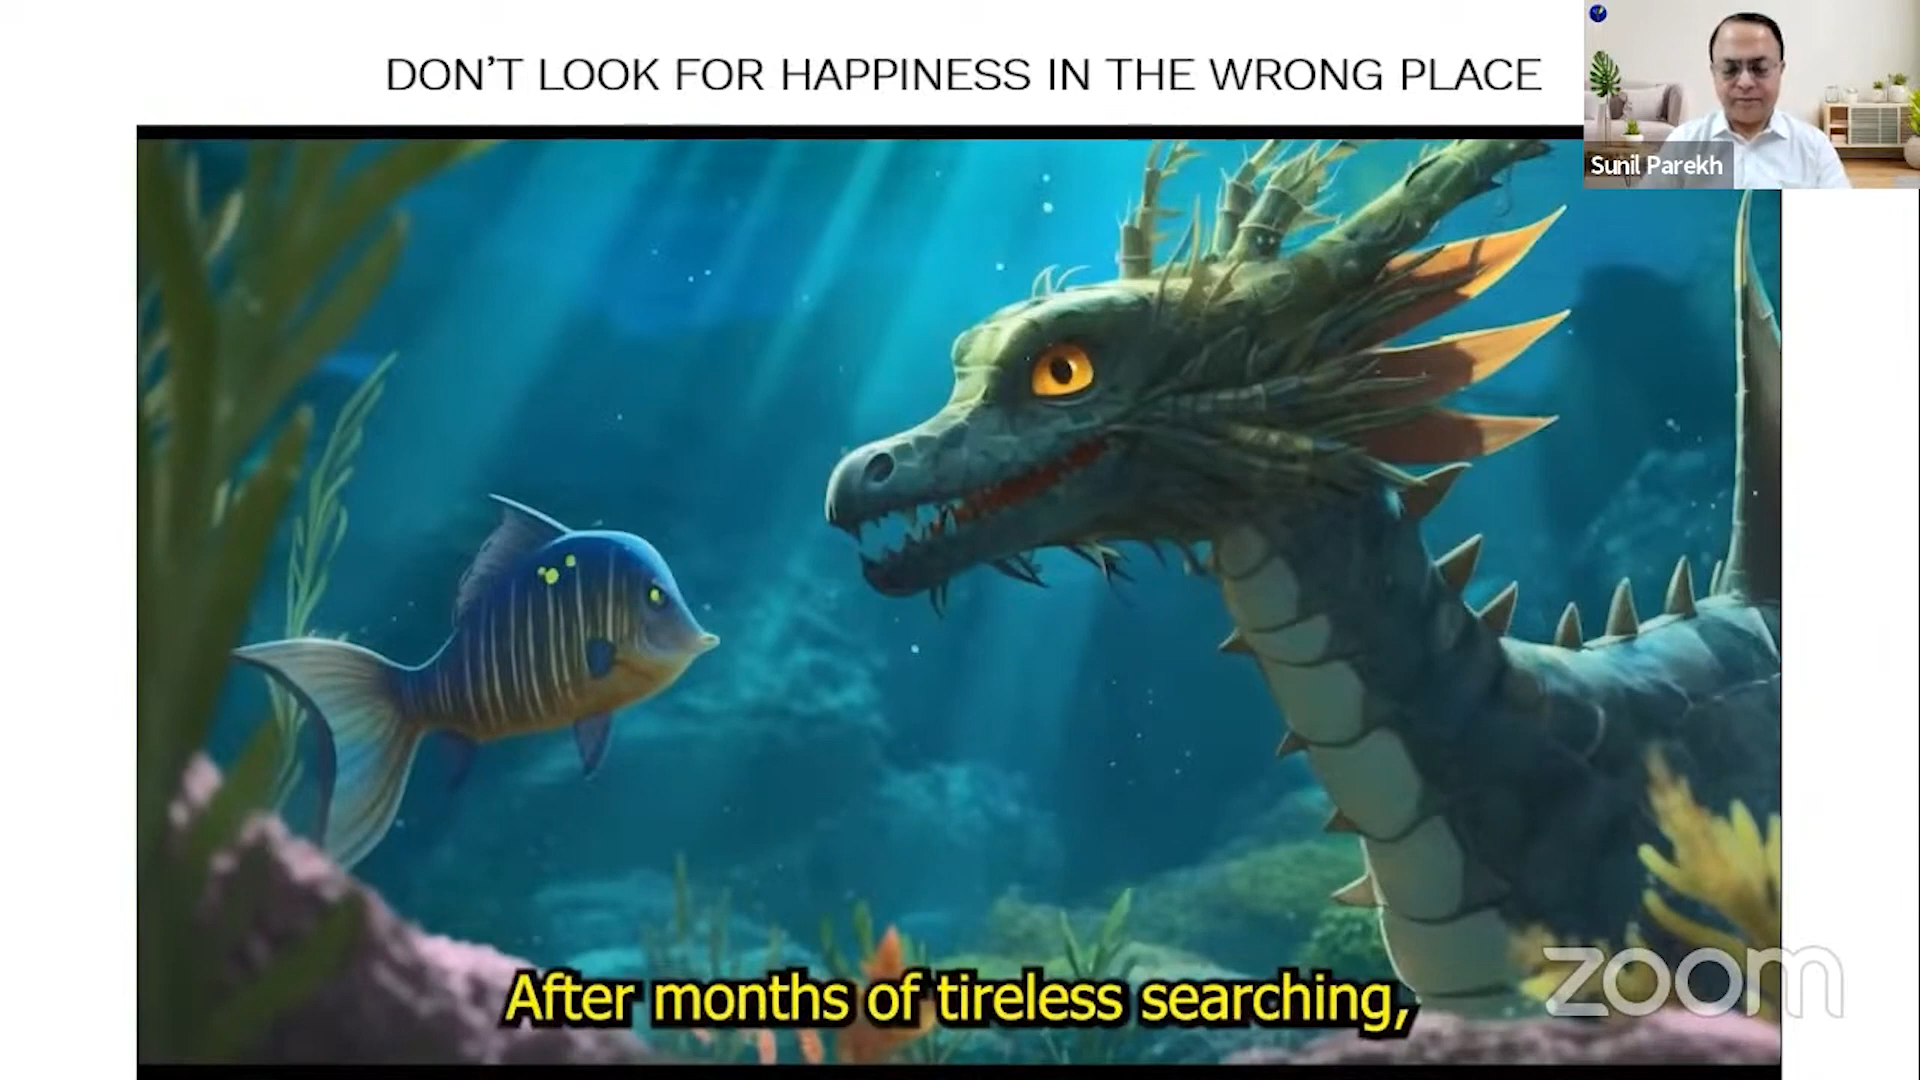 DON’T LOOK FOR HAPPINESS IN THE WRONG PLACE
Sunil Parekh
After months of tireless searching,
zoom